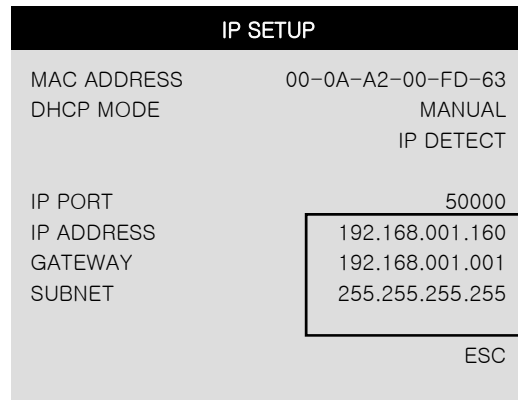 IP SETUP
MAC ADDRESS 00-0A-A2-00-FD-63
DHCP MODE MANUAL
IP DETECT
IP PORT 50000
IP ADDRESS 192.168.001.160
GATEWAY 192.168.001.001
SUBNET 255.255.255.255
ESC